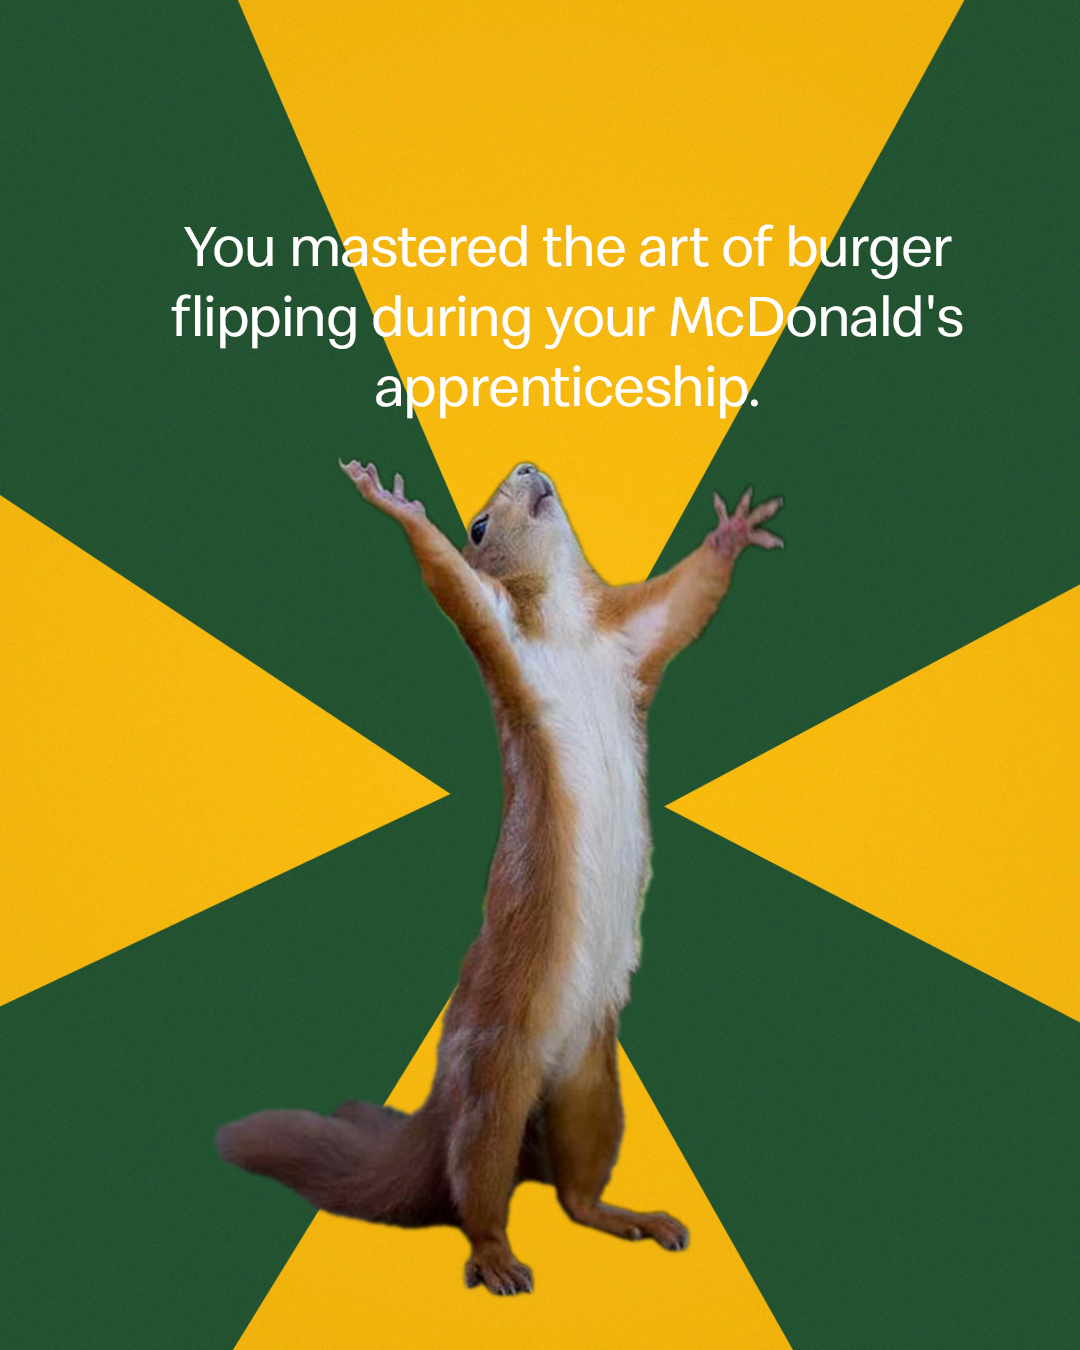 You mastered the art of burger
flipping during your McDonald's
apprenticeship.